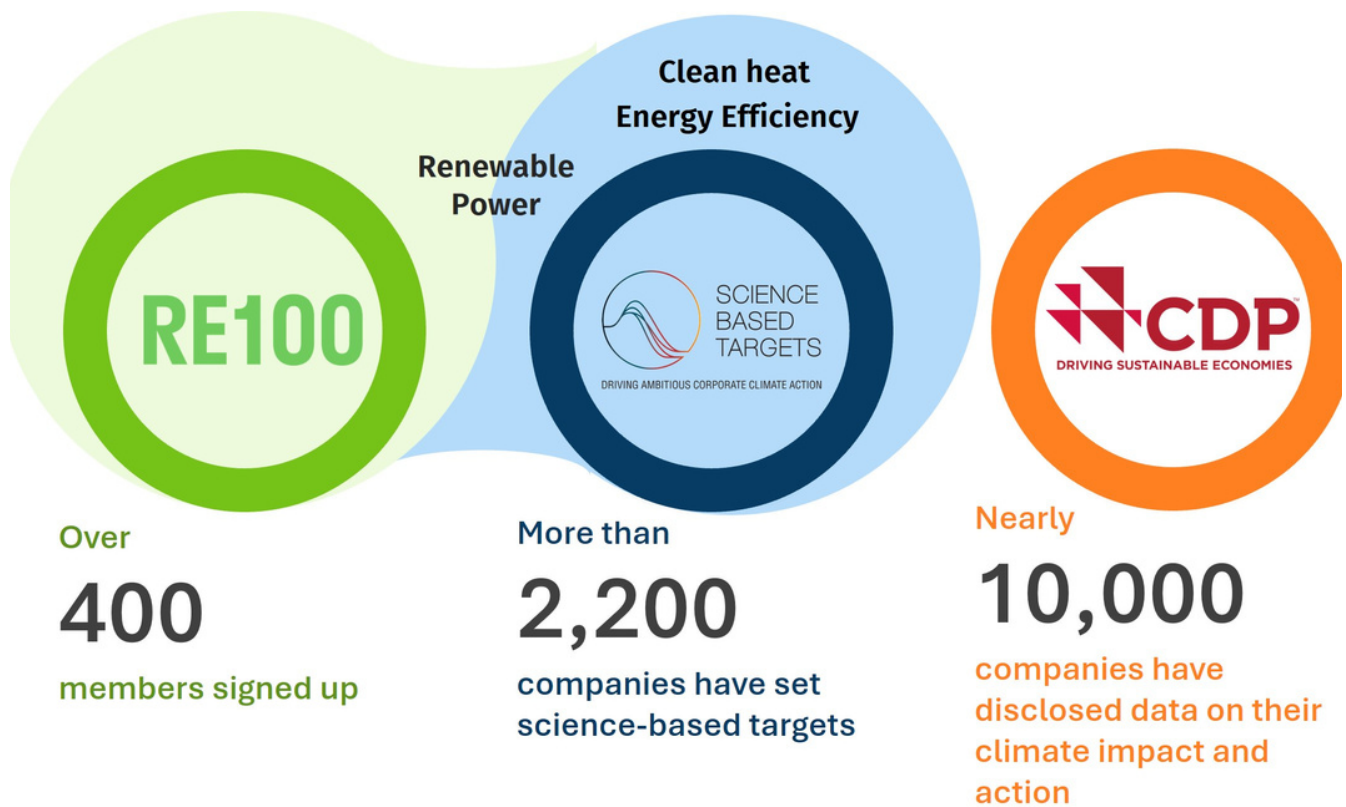 Clean heat
Energy Efficiency
Renewable
Power
RE100
SCIENCE
BASED
TARGETS
DRIVING AMBITIOUS CORPORATE CLIMATE ACTION
CDP™
DRIVING SUSTAINABLE ECONOMIES
Over
400
members signed up
More than
2,200
companies have set
science-based targets
Nearly
10,000
companies have
disclosed data on their
climate impact and
action